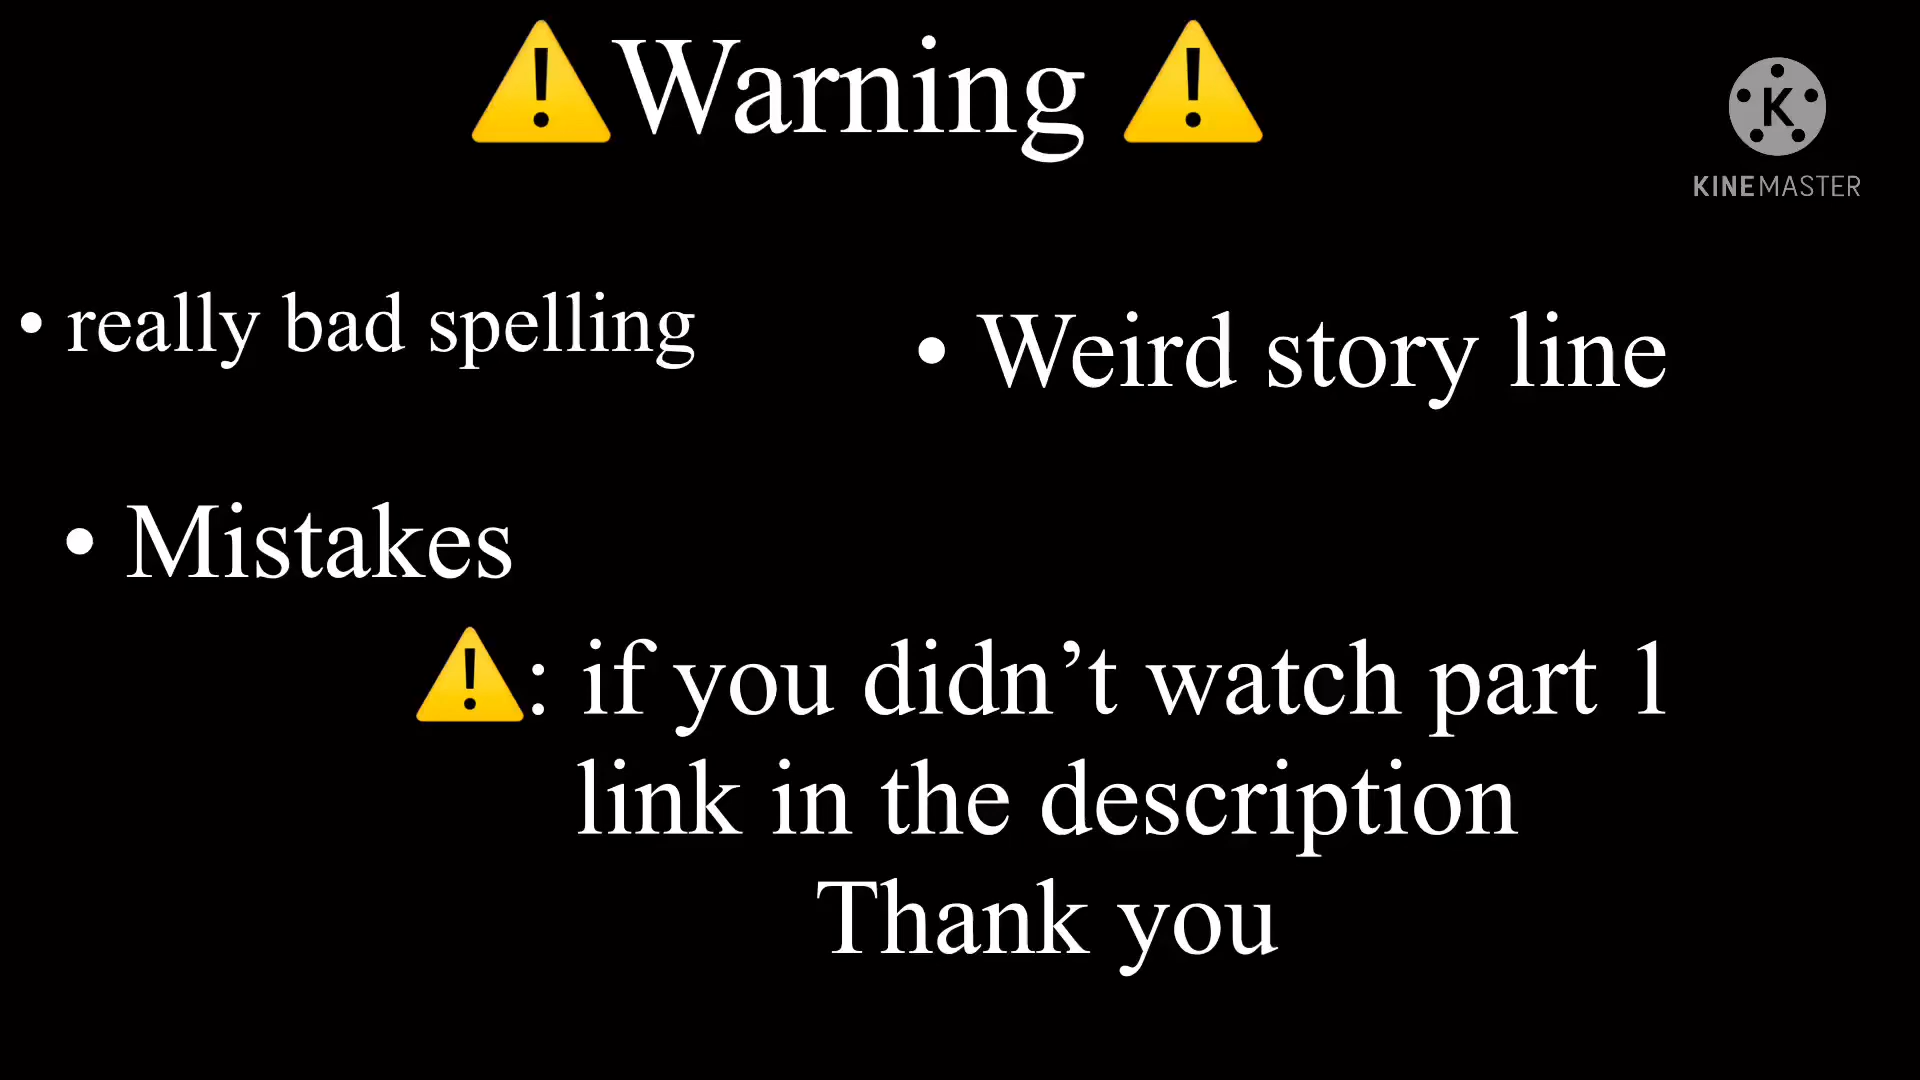 ⚠️Warning ⚠️
K
KINEMASTER
• really bad spelling
• Weird story line
• Mistakes
⚠️: if you didn’t watch part 1
link in the description
Thank you